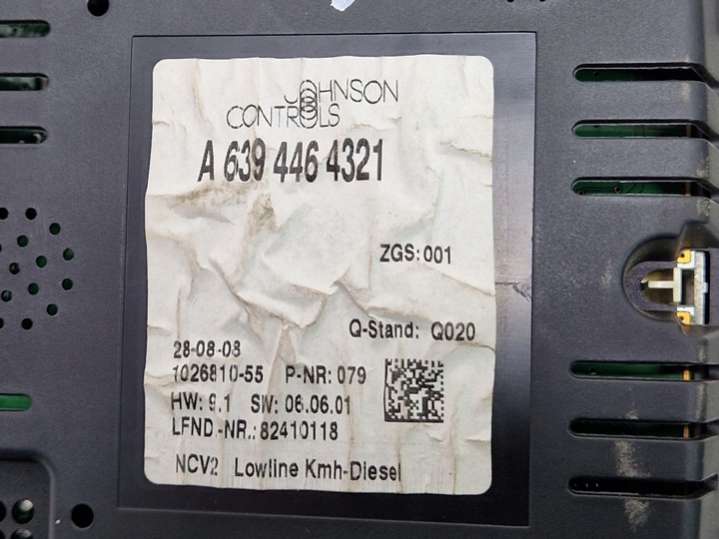 JOHNSON
CONTROLS
A 639 446 4321
ZGS: 001
Q-Stand: Q020
28-08-08
1026810-55 P-NR: 079
HW: 9.1 SW: 06.06.01
LFND.-NR.: 82410118
NCV2 Lowline Kmh-Diesel